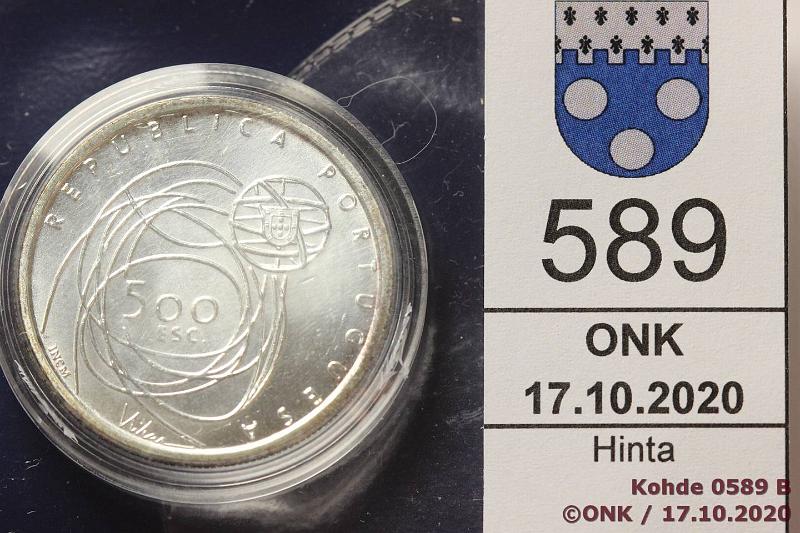 REPUBLICA PORTUGUESA
500
ESC.
INCM
589
ONK
17.10.2020
Hinta
Kohde 0589 B
©ONK / 17.10.2020